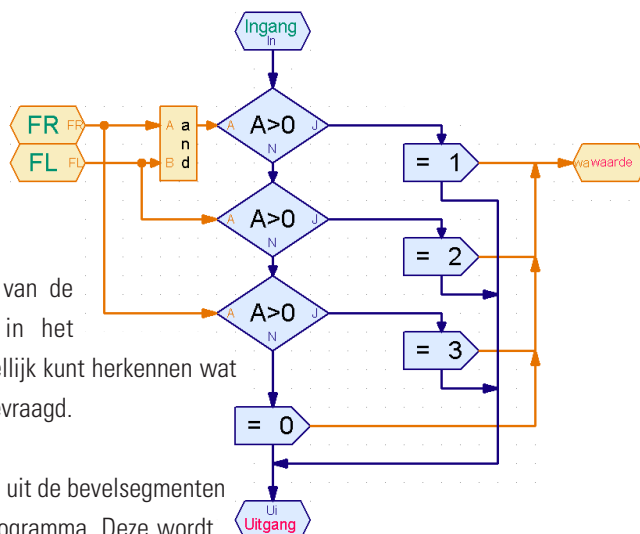 Ingang
In
FR FR A a A A>0 J
n
FL FL B d N
= 1
wa waarde
A A>0 J
N
= 2
van de
A A>0 J
in het
N
= 3
ellijk kunt herkennen wat
evraagd.
= 0
uit de bevelsegmenten
ogramma. Deze wordt
Ui
Uitgang